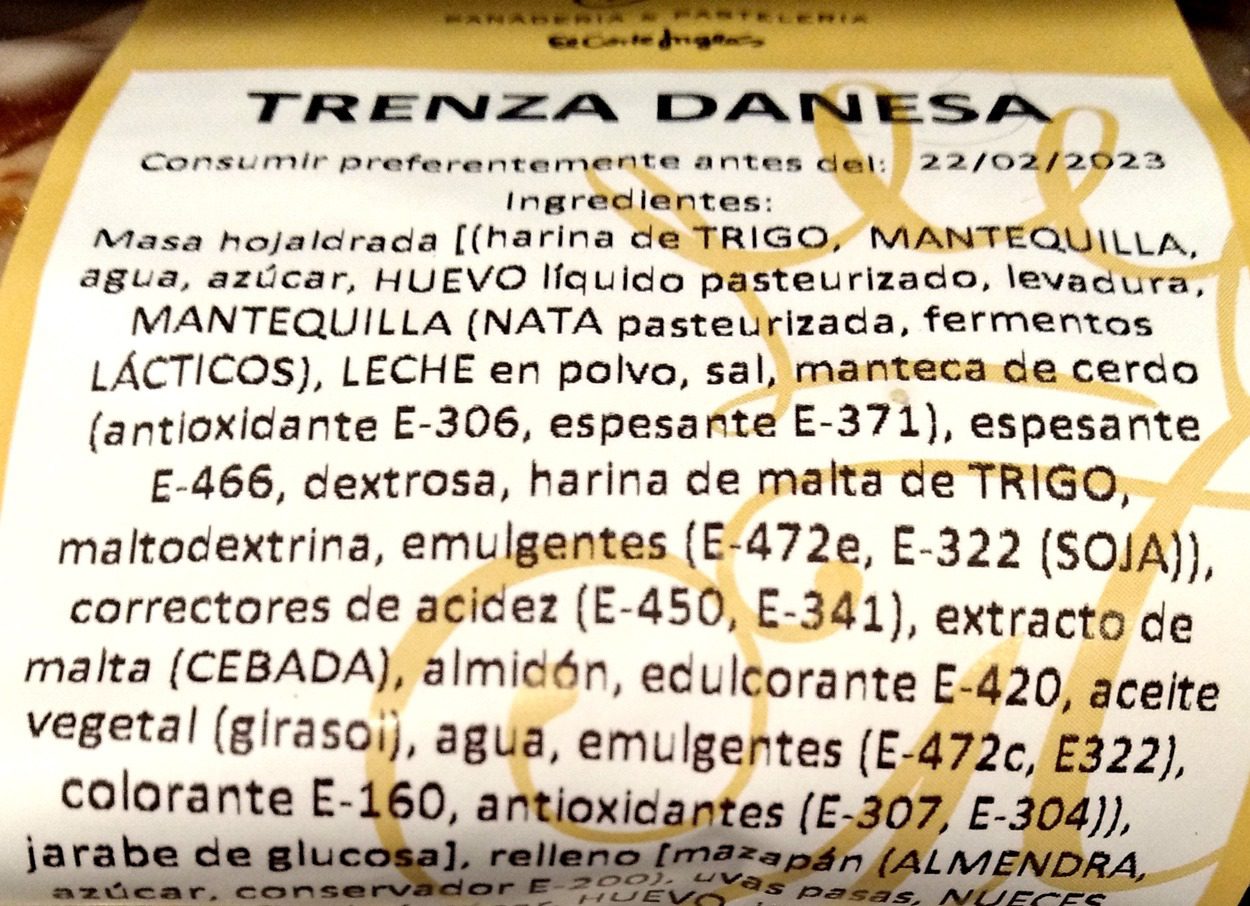 PANADERÍA & PASTELERÍA
El Corte Inglés
TRENZA DANESA
Consumir preferentemente antes del: 22/02/2023
Ingredientes:
Masa hojaldrada [(harina de TRIGO, MANTEQUILLA,
agua, azúcar, HUEVO líquido pasteurizado, levadura,
MANTEQUILLA (NATA pasteurizada, fermentos
LÁCTICOS), LECHE en polvo, sal, manteca de cerdo
(antioxidante E-306, espesante E-371), espesante
E-466, dextrosa, harina de malta de TRIGO,
maltodextrina, emulgentes (E-472e, E-322 (SOJA)),
correctores de acidez (E-450, E-341), extracto de
malta (CEBADA), almidón, edulcorante E-420, aceite
vegetal (girasol), agua, emulgentes (E-472c, E322),
colorante E-160, antioxidantes (E-307, E-304)),
jarabe de glucosa], relleno [mazapán (ALMENDRA,
azúcar, conservador E-200), uvas pasas, NUECES
HUEVO